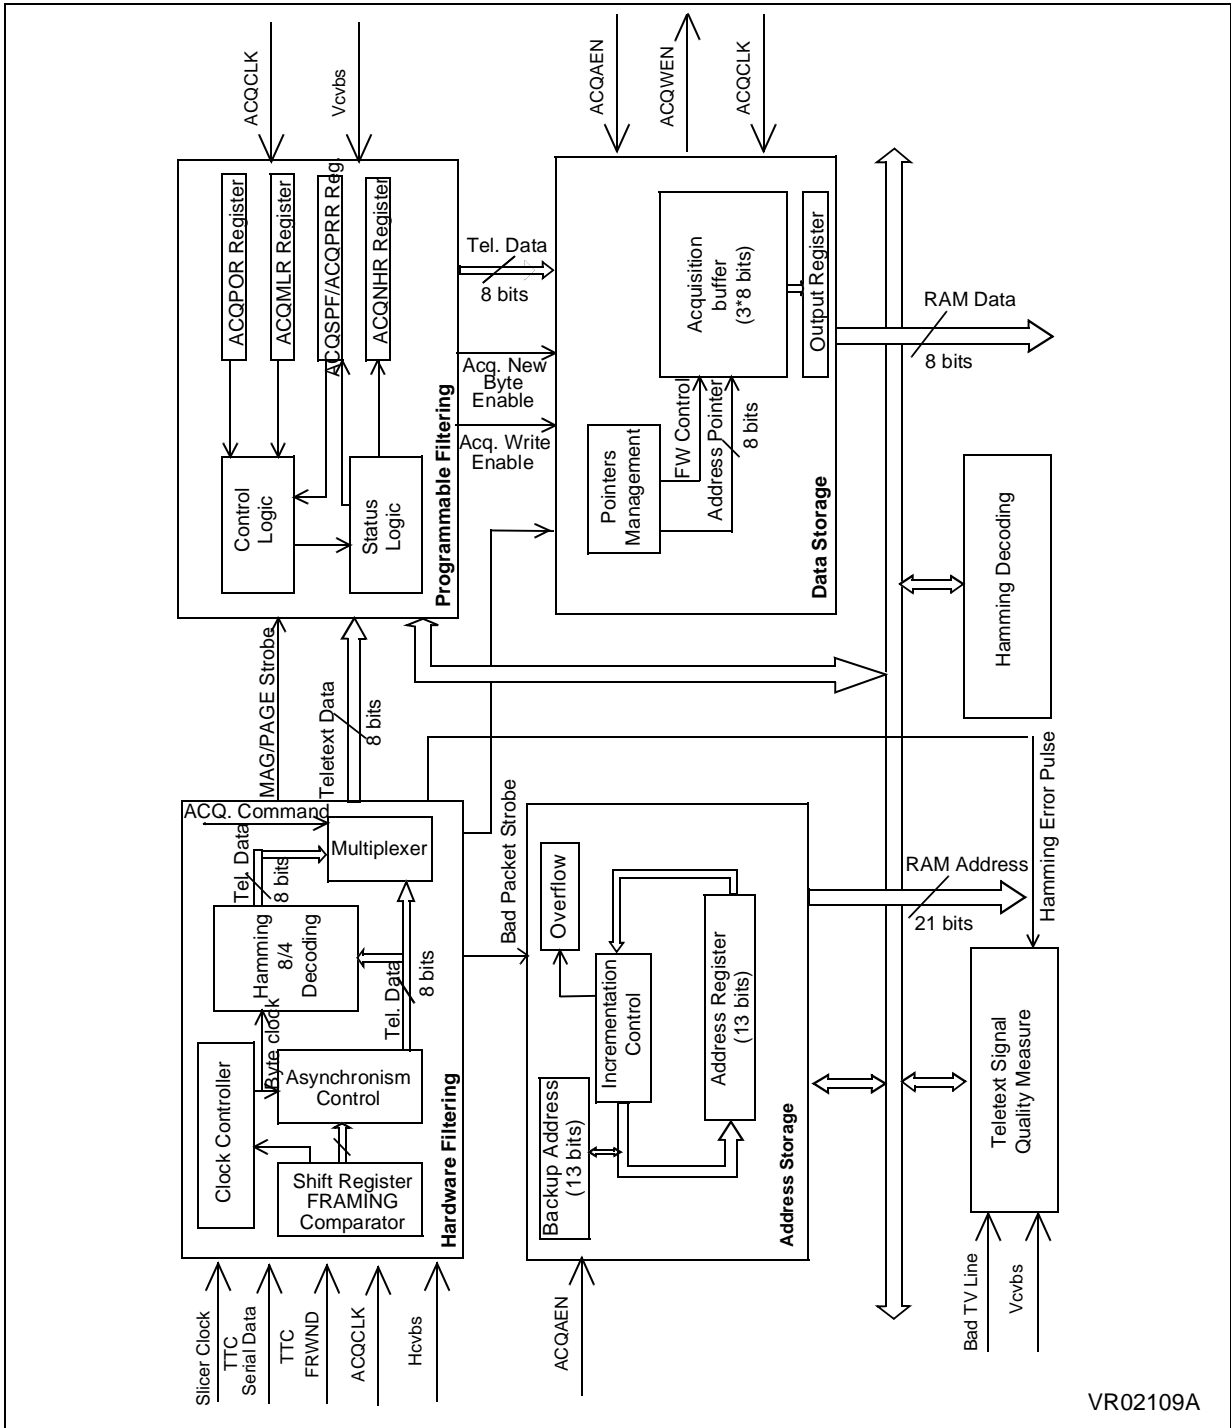 ACQCLK
Vcvbs
ACQAEN
ACQWEN
ACQCLK
ACQPOR Register
ACQMLR Register
ACQSPF/ACQPRR Reg.
ACQNHR Register
Control
Logic
Status
Logic
Programmable Filtering
Tel. Data
8 bits
Acq. New
Byte
Enable
Acq. Write
Enable
Acquisition
buffer
(3*8 bits)
Output Register
Pointers
Management
FW Control
Address Pointer
8 bits
Data Storage
RAM Data
8 bits
Hamming Decoding
MAG/PAGE Strobe
Teletext Data
8 bits
ACQ. Command
Multiplexer
Tel. Data
8 bits
Hamming
8/4
Decoding
Tel. Data
8 bits
Byte clock
Clock Controller
Asynchronism
Control
Shift Register
FRAMING
Comparator
Hardware Filtering
Bad Packet Strobe
Overflow
Incrementation
Control
Address Register
(13 bits)
Backup Address
(13 bits)
Address Storage
RAM Address
21 bits
Hamming Error Pulse
Teletext Signal
Quality Measure
Slicer Clock
TTC
Serial Data
TTC
FRWND
ACQCLK
Hcvbs
ACQAEN
Bad TV Line
Vcvbs
VR02109A